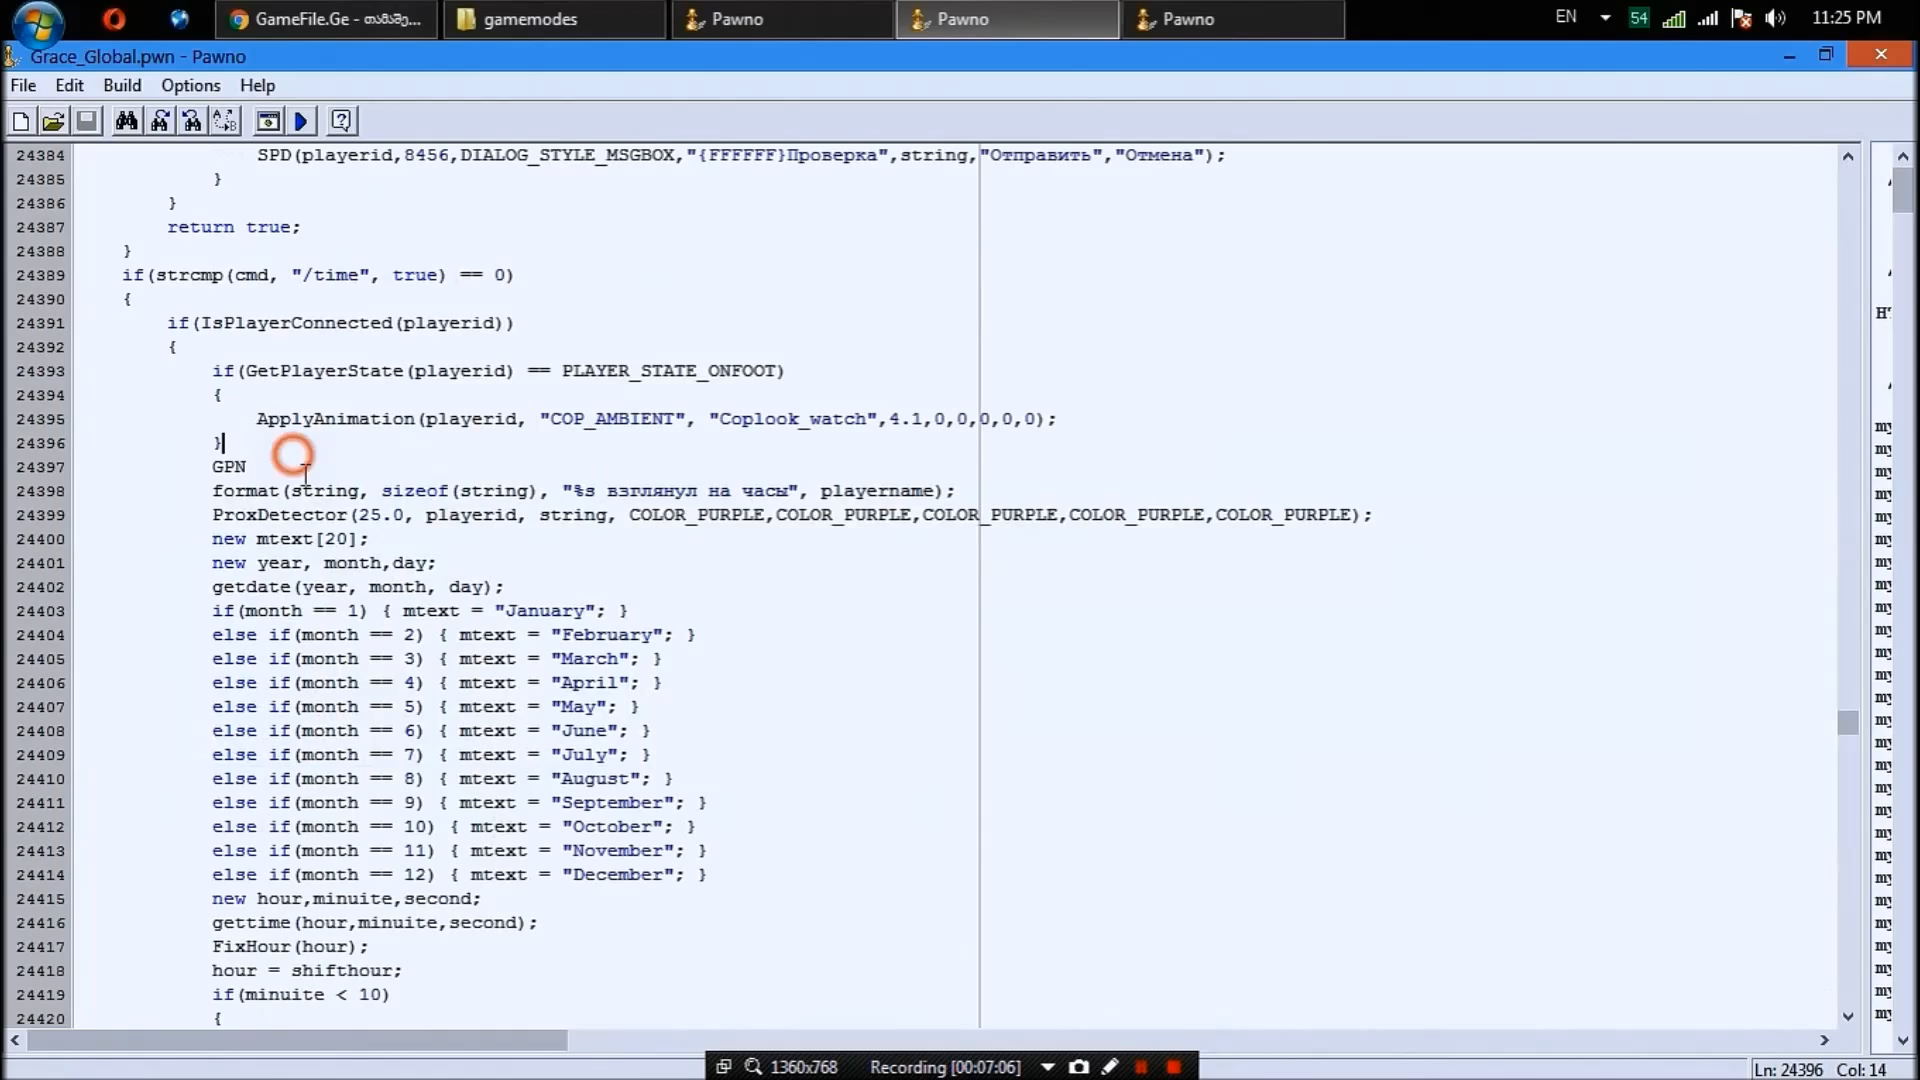 GameFile.Ge - თამაშე...
gamemodes
Pawno
Pawno
Pawno
EN
54
11:25 PM
Grace_Global.pwn - Pawno
File Edit Build Options Help
24384 SPD(playerid,8456,DIALOG_STYLE_MSGBOX,"{FFFFFF}Проверка",string,"Отправить","Отмена");
24385 }
24386 }
24387 return true;
24388 }
24389 if(strcmp(cmd, "/time", true) == 0)
24390 {
24391 if(IsPlayerConnected(playerid))
24392 {
24393 if(GetPlayerState(playerid) == PLAYER_STATE_ONFOOT)
24394 {
24395 ApplyAnimation(playerid, "COP_AMBIENT", "Coplook_watch",4.1,0,0,0,0,0);
24396 }
24397 GPN
24398 format(string, sizeof(string), "%s взглянул на часы", playername);
24399 ProxDetector(25.0, playerid, string, COLOR_PURPLE,COLOR_PURPLE,COLOR_PURPLE,COLOR_PURPLE,COLOR_PURPLE);
24400 new mtext[20];
24401 new year, month,day;
24402 getdate(year, month, day);
24403 if(month == 1) { mtext = "January"; }
24404 else if(month == 2) { mtext = "February"; }
24405 else if(month == 3) { mtext = "March"; }
24406 else if(month == 4) { mtext = "April"; }
24407 else if(month == 5) { mtext = "May"; }
24408 else if(month == 6) { mtext = "June"; }
24409 else if(month == 7) { mtext = "July"; }
24410 else if(month == 8) { mtext = "August"; }
24411 else if(month == 9) { mtext = "September"; }
24412 else if(month == 10) { mtext = "October"; }
24413 else if(month == 11) { mtext = "November"; }
24414 else if(month == 12) { mtext = "December"; }
24415 new hour,minuite,second;
24416 gettime(hour,minuite,second);
24417 FixHour(hour);
24418 hour = shifthour;
24419 if(minuite < 10)
24420 {
1360x768 Recording [00:07:06]
Ln: 24396 Col: 14